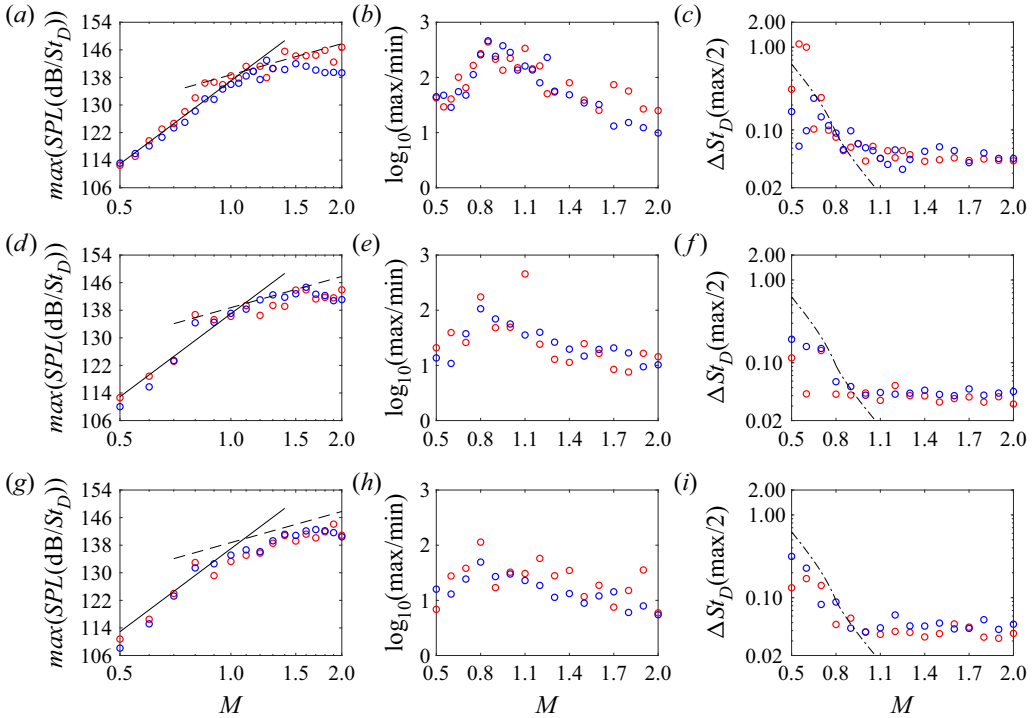 (a) (b) (c)
max(SPL(dB/St_D)) 154 146 138 130 122 114 106
0.5 1.0 1.5 2.0
log₁₀(max/min) 3 2 1 0
0.5 0.8 1.1 1.4 1.7 2.0
ΔSt_D(max/2) 2.00 1.00 0.10 0.02
0.5 0.8 1.1 1.4 1.7 2.0
(d) (e) (f)
max(SPL(dB/St_D)) 154 146 138 130 122 114 106
0.5 1.0 1.5 2.0
log₁₀(max/min) 3 2 1 0
0.5 0.8 1.1 1.4 1.7 2.0
ΔSt_D(max/2) 2.00 1.00 0.10 0.02
0.5 0.8 1.1 1.4 1.7 2.0
(g) (h) (i)
max(SPL(dB/St_D)) 154 146 138 130 122 114 106
0.5 1.0 1.5 2.0
log₁₀(max/min) 3 2 1 0
0.5 0.8 1.1 1.4 1.7 2.0
ΔSt_D(max/2) 2.00 1.00 0.10 0.02
0.5 0.8 1.1 1.4 1.7 2.0
M M M